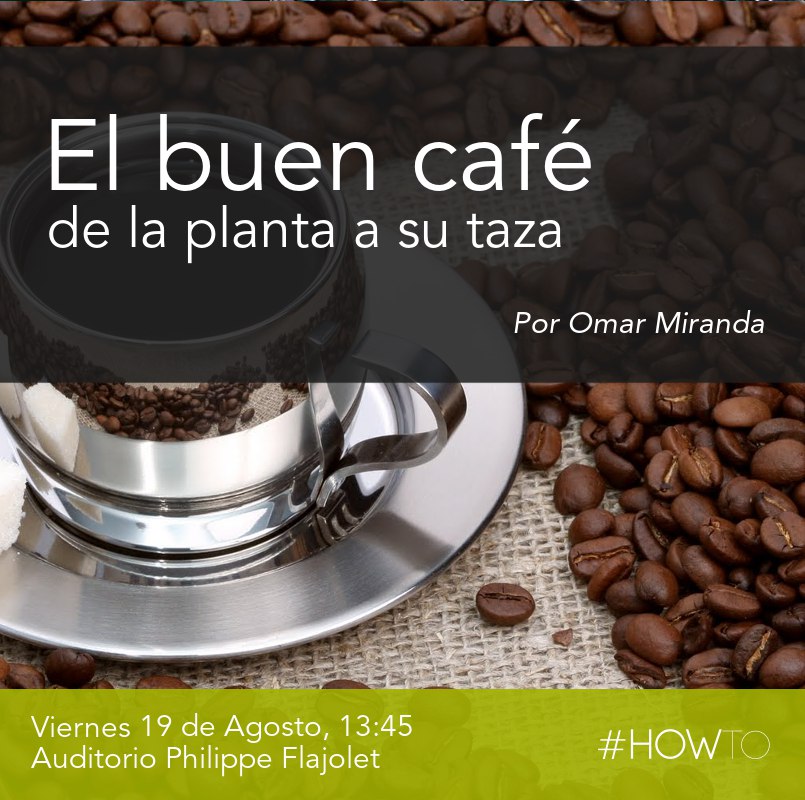 El buen café
de la planta a su taza
Por Omar Miranda
Viernes 19 de Agosto, 13:45
Auditorio Philippe Flajolet
#HOWTO